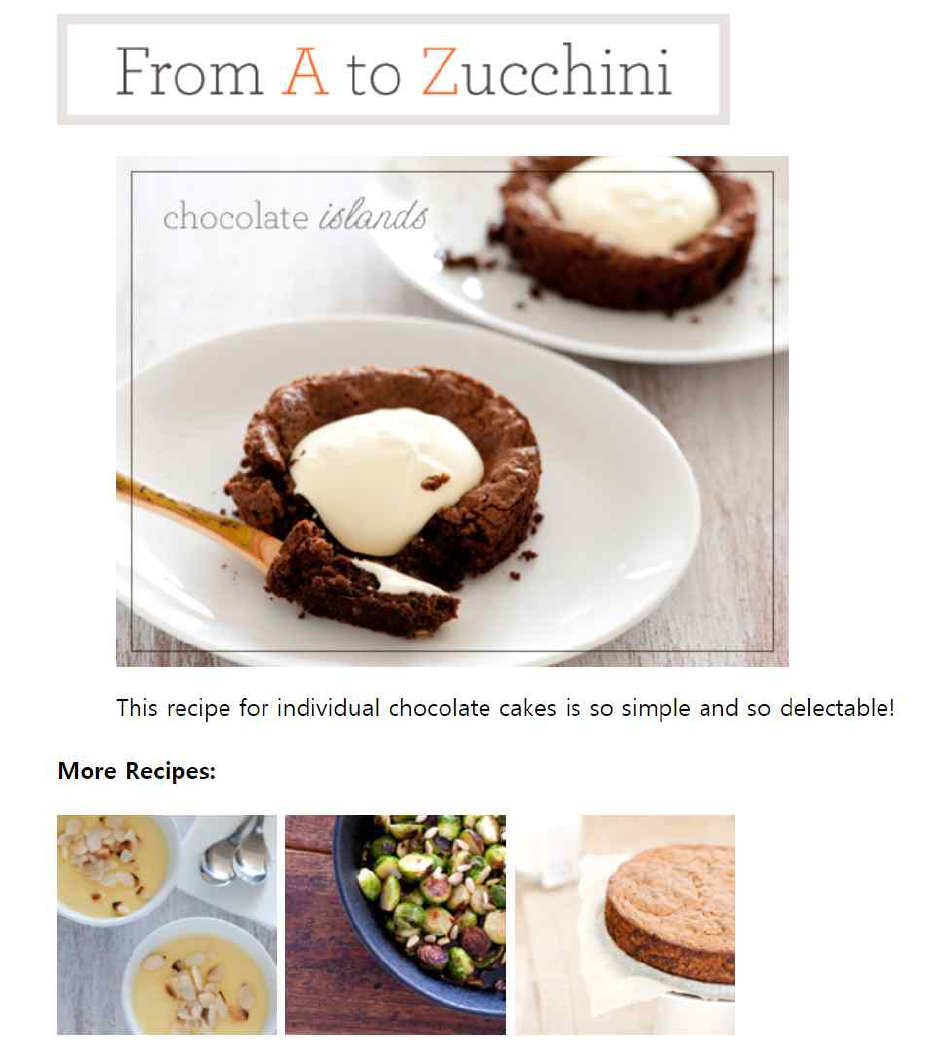 From A to Zucchini
chocolate islands
This recipe for individual chocolate cakes is so simple and so delectable!
More Recipes: